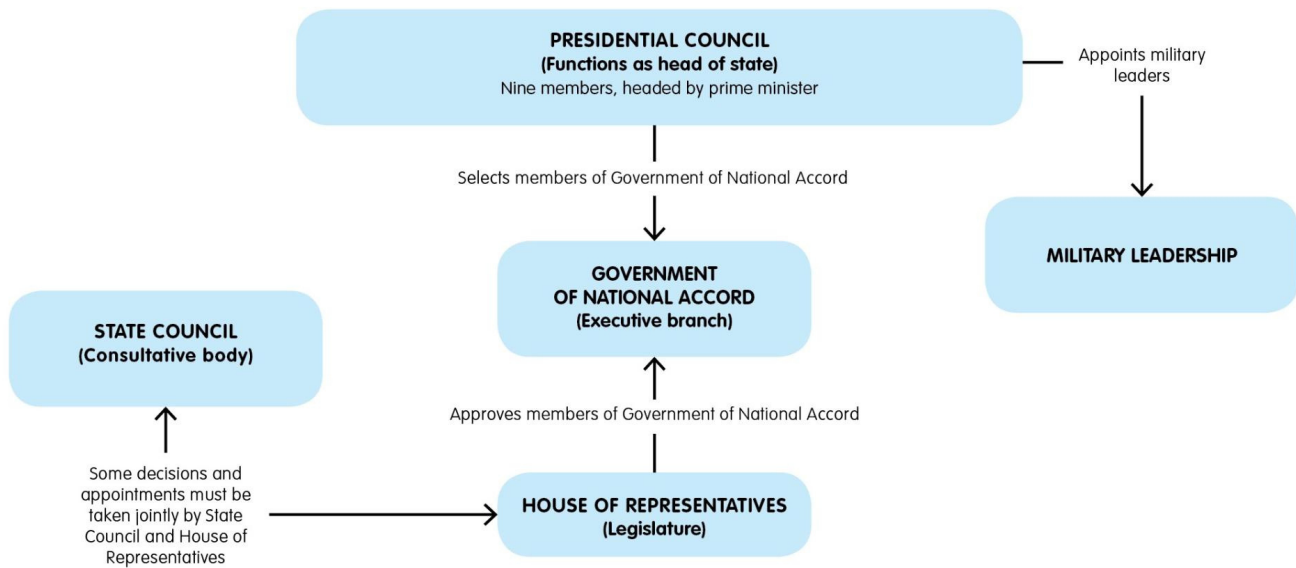 PRESIDENTIAL COUNCIL
(Functions as head of state)
Nine members, headed by prime minister
Appoints military
leaders
Selects members of Government of National Accord
MILITARY LEADERSHIP
GOVERNMENT
OF NATIONAL ACCORD
(Executive branch)
STATE COUNCIL
(Consultative body)
Approves members of Government of National Accord
Some decisions and
appointments must be
taken jointly by State
Council and House of
Representatives
HOUSE OF REPRESENTATIVES
(Legislature)